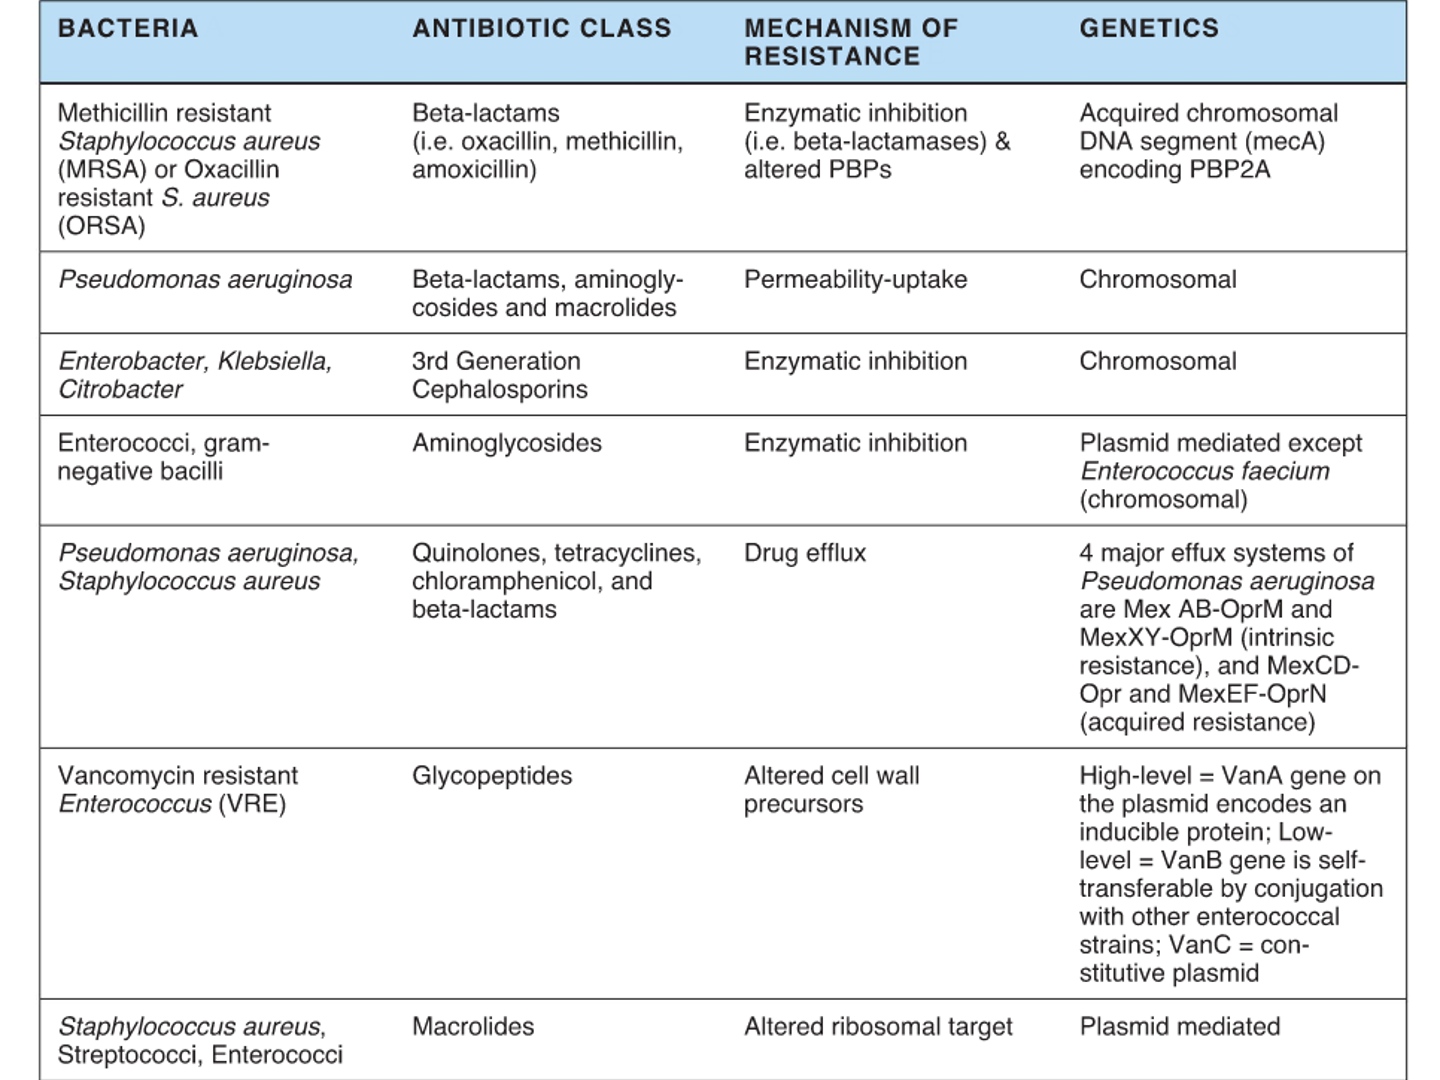 BACTERIA
ANTIBIOTIC CLASS
MECHANISM OF
RESISTANCE
GENETICS
Methicillin resistant
Staphylococcus aureus
(MRSA) or Oxacillin
resistant S. aureus
(ORSA)
Beta-lactams
(i.e. oxacillin, methicillin,
amoxicillin)
Enzymatic inhibition
(i.e. beta-lactamases) &
altered PBPs
Acquired chromosomal
DNA segment (mecA)
encoding PBP2A
Pseudomonas aeruginosa
Beta-lactams, aminogly-
cosides and macrolides
Permeability-uptake
Chromosomal
Enterobacter, Klebsiella,
Citrobacter
3rd Generation
Cephalosporins
Enzymatic inhibition
Chromosomal
Enterococci, gram-
negative bacilli
Aminoglycosides
Enzymatic inhibition
Plasmid mediated except
Enterococcus faecium
(chromosomal)
Pseudomonas aeruginosa,
Staphylococcus aureus
Quinolones, tetracyclines,
chloramphenicol, and
beta-lactams
Drug efflux
4 major effux systems of
Pseudomonas aeruginosa
are Mex AB-OprM and
MexXY-OprM (intrinsic
resistance), and MexCD-
Opr and MexEF-OprN
(acquired resistance)
Vancomycin resistant
Enterococcus (VRE)
Glycopeptides
Altered cell wall
precursors
High-level = VanA gene on
the plasmid encodes an
inducible protein; Low-
level = VanB gene is self-
transferable by conjugation
with other enterococcal
strains; VanC = con-
stitutive plasmid
Staphylococcus aureus,
Streptococci, Enterococci
Macrolides
Altered ribosomal target
Plasmid mediated